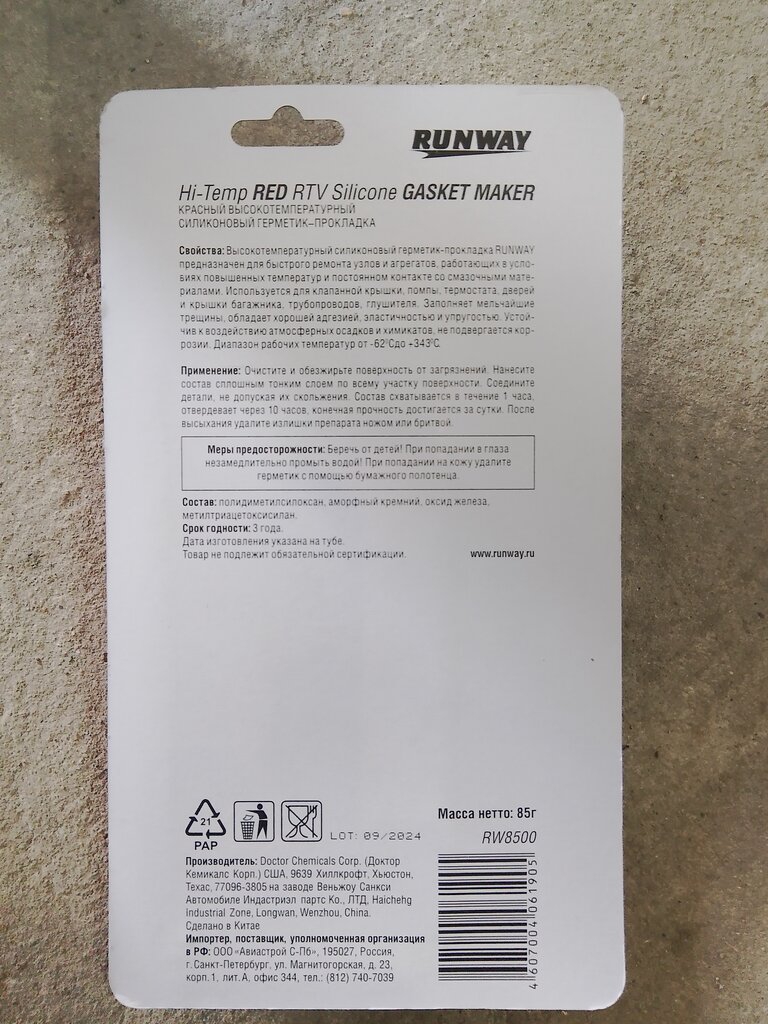 RUNWAY
Hi-Temp RED RTV Silicone GASKET MAKER
КРАСНЫЙ ВЫСОКОТЕМПЕРАТУРНЫЙ
СИЛИКОНОВЫЙ ГЕРМЕТИК-ПРОКЛАДКА
Свойства: Высокотемпературный силиконовый герметик-прокладка RUNWAY
предназначен для быстрого ремонта узлов и агрегатов, работающих в усло-
виях повышенных температур и постоянном контакте со смазочными мате-
риалами. Используется для клапанной крышки, помпы, термостата, дверей
и крышки багажника, трубопроводов, глушителя. Заполняет мельчайшие
трещины, обладает хорошей адгезией, эластичностью и упругостью. Устой-
чив к воздействию атмосферных осадков и химикатов, не подвергается кор-
розии. Диапазон рабочих температур от -62°Сдо +343°С.
Применение: Очистите и обезжирьте поверхность от загрязнений. Нанесите
состав сплошным тонким слоем по всему участку поверхности. Соедините
детали, не допуская их скольжения. Состав схватывается в течение 1 часа,
отвердевает через 10 часов, конечная прочность достигается за сутки. После
высыхания удалите излишки препарата ножом или бритвой.
Меры предосторожности: Беречь от детей! При попадании в глаза
незамедлительно промыть водой! При попадании на кожу удалите
герметик с помощью бумажного полотенца.
Состав: полидиметилсилоксан, аморфный кремний, оксид железа,
метилтриацетоксисилан.
Срок годности: 3 года.
Дата изготовления указана на тубе.
Товар не подлежит обязательной сертификации.
www.runway.ru
21
PAP
LOT: 09/2024
Масса нетто: 85г
RW8500
Производитель: Doctor Chemicals Corp. (Доктор
Кемикалс Корп.) США, 9639 Хиллкрофт, Хьюстон,
Техас, 77096-3805 на заводе Веньжоу Санкси
Автомобиле Индастриэл партс Ко., ЛТД, Haichehg
Industrial Zone, Longwan, Wenzhou, China.
Сделано в Китае
Импортер, поставщик, уполномоченная организация
в РФ: ООО «Авиастрой С-Пб», 195027, Россия,
г.Санкт-Петербург, ул. Магнитогорская, д. 23,
корп.1, лит.А, офис 344, тел.: (812) 740-7039
4607004061905